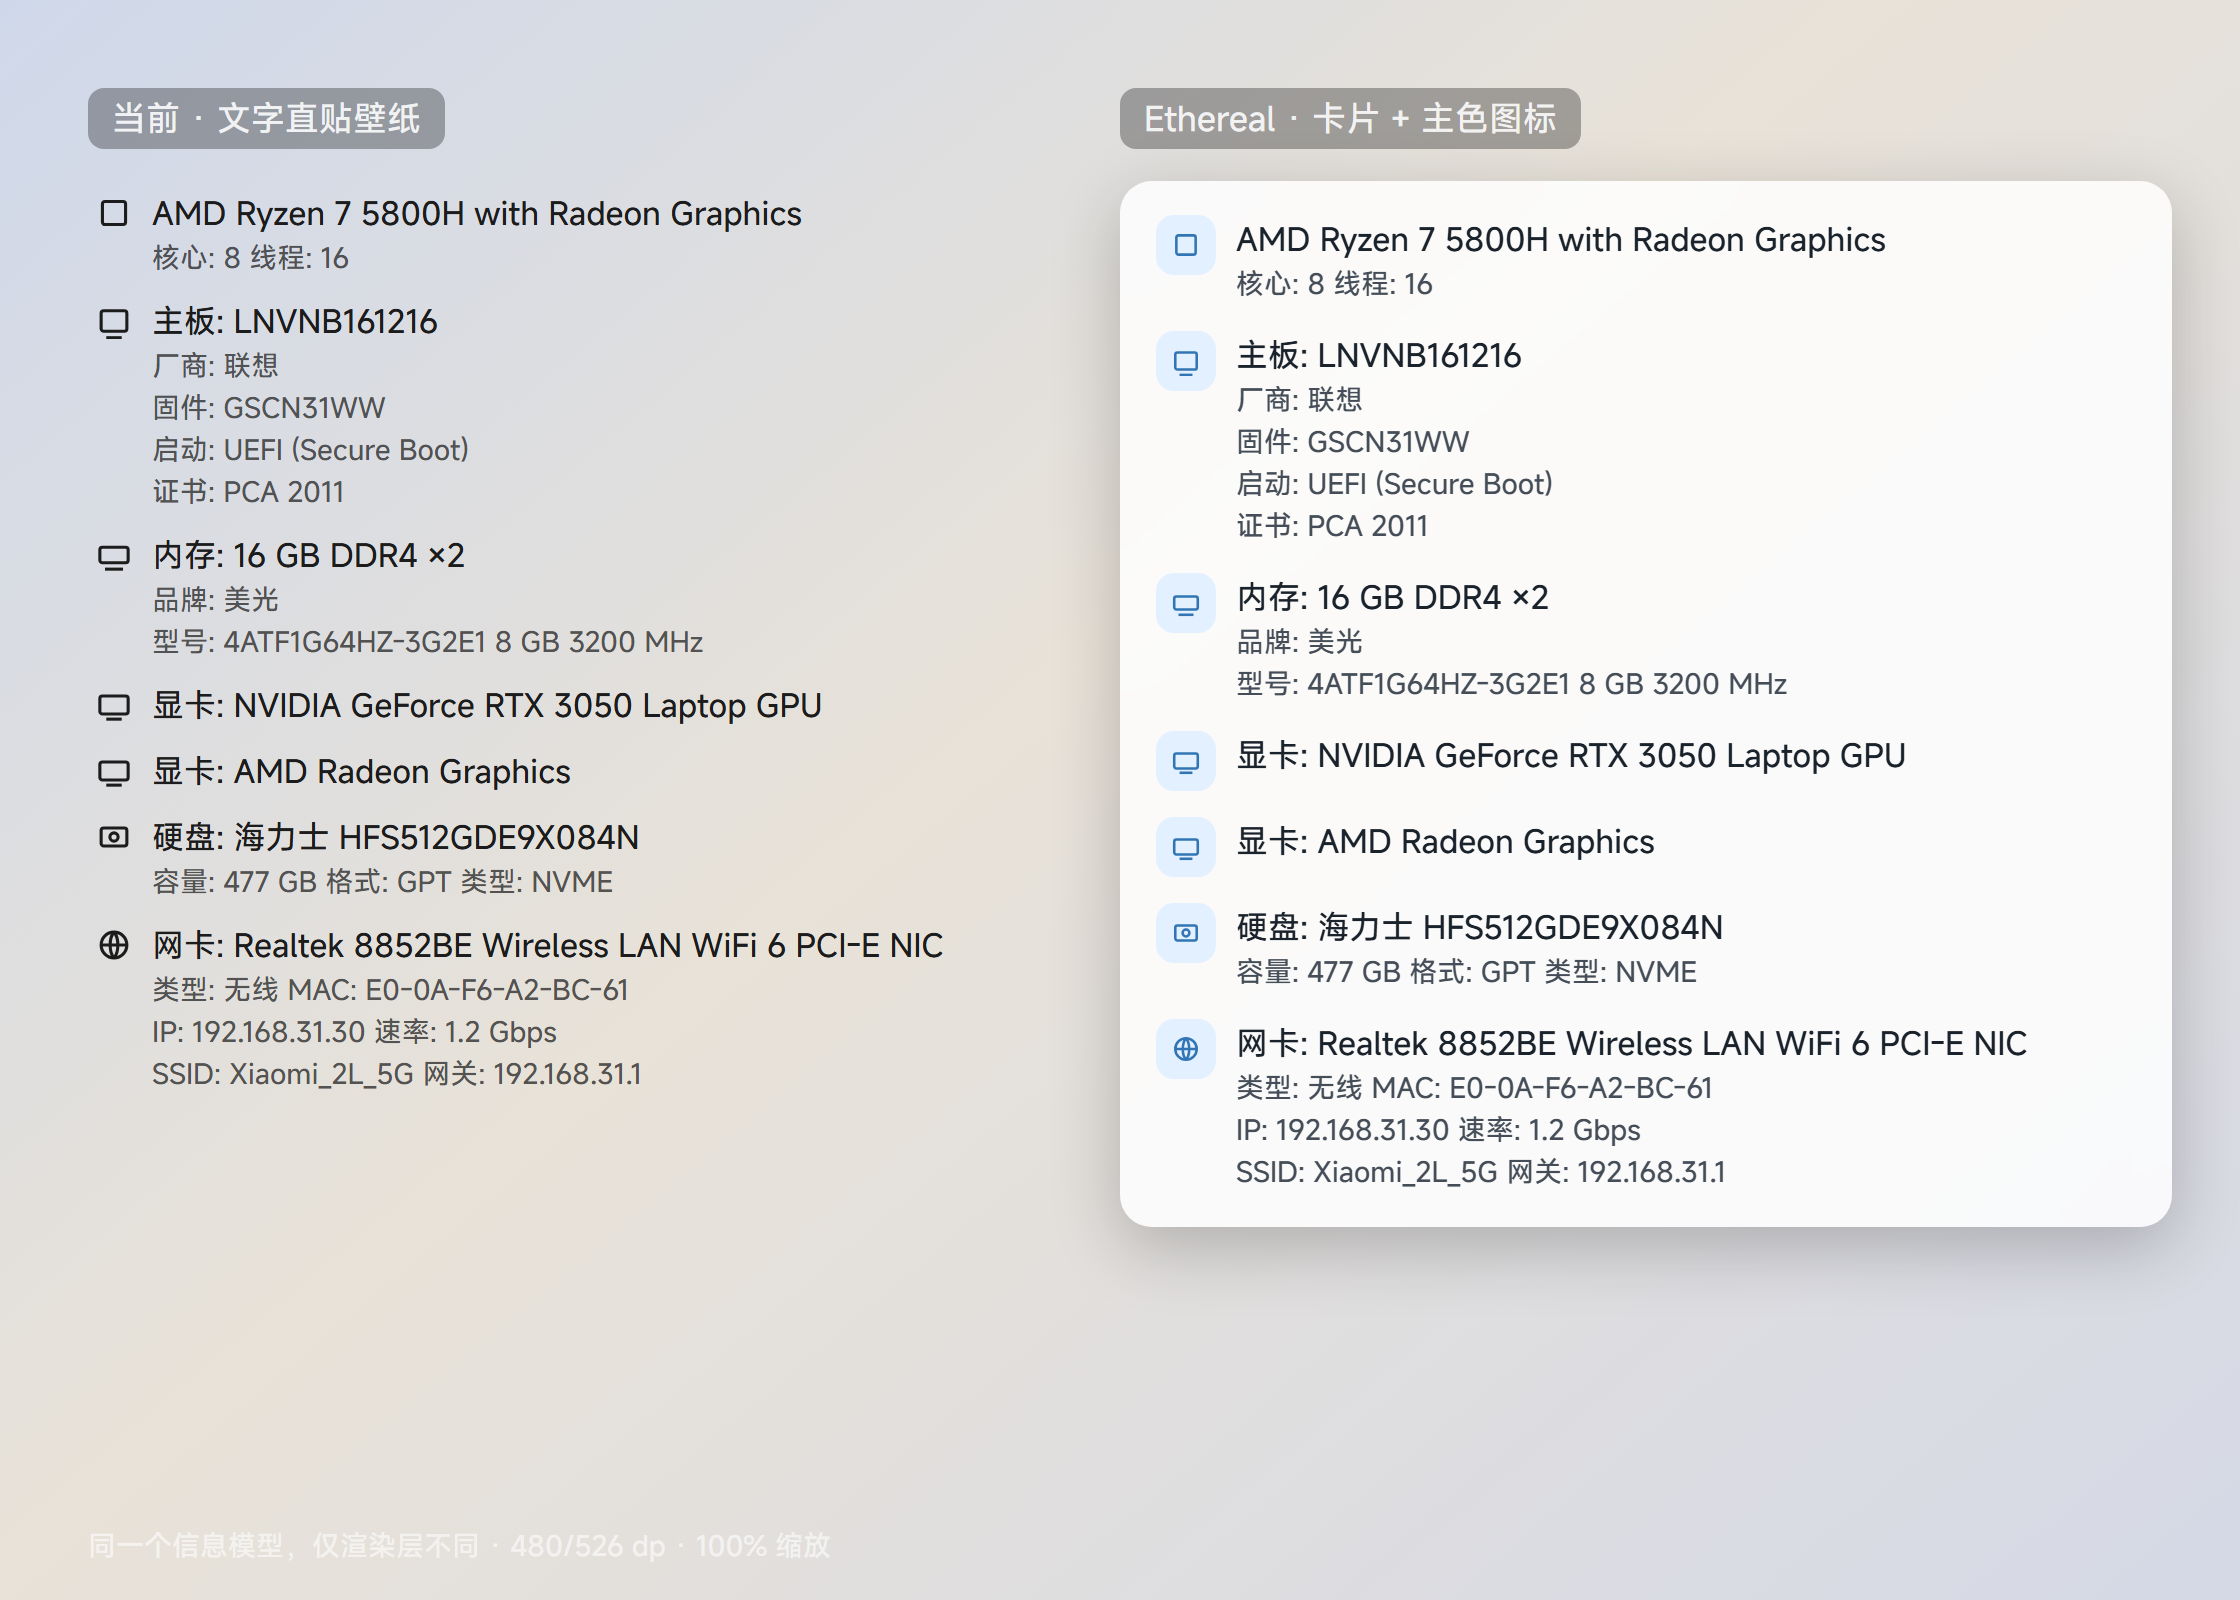 当前 · 文字直贴壁纸
AMD Ryzen 7 5800H with Radeon Graphics
核心: 8 线程: 16
主板: LNVNB161216
厂商: 联想
固件: GSCN31WW
启动: UEFI (Secure Boot)
证书: PCA 2011
内存: 16 GB DDR4 ×2
品牌: 美光
型号: 4ATF1G64HZ-3G2E1 8 GB 3200 MHz
显卡: NVIDIA GeForce RTX 3050 Laptop GPU
显卡: AMD Radeon Graphics
硬盘: 海力士 HFS512GDE9X084N
容量: 477 GB 格式: GPT 类型: NVME
网卡: Realtek 8852BE Wireless LAN WiFi 6 PCI-E NIC
类型: 无线 MAC: E0-0A-F6-A2-BC-61
IP: 192.168.31.30 速率: 1.2 Gbps
SSID: Xiaomi_2L_5G 网关: 192.168.31.1
Ethereal · 卡片 + 主色图标
AMD Ryzen 7 5800H with Radeon Graphics
核心: 8 线程: 16
主板: LNVNB161216
厂商: 联想
固件: GSCN31WW
启动: UEFI (Secure Boot)
证书: PCA 2011
内存: 16 GB DDR4 ×2
品牌: 美光
型号: 4ATF1G64HZ-3G2E1 8 GB 3200 MHz
显卡: NVIDIA GeForce RTX 3050 Laptop GPU
显卡: AMD Radeon Graphics
硬盘: 海力士 HFS512GDE9X084N
容量: 477 GB 格式: GPT 类型: NVME
网卡: Realtek 8852BE Wireless LAN WiFi 6 PCI-E NIC
类型: 无线 MAC: E0-0A-F6-A2-BC-61
IP: 192.168.31.30 速率: 1.2 Gbps
SSID: Xiaomi_2L_5G 网关: 192.168.31.1
同一个信息模型，仅渲染层不同 · 480/526 dp · 100% 缩放